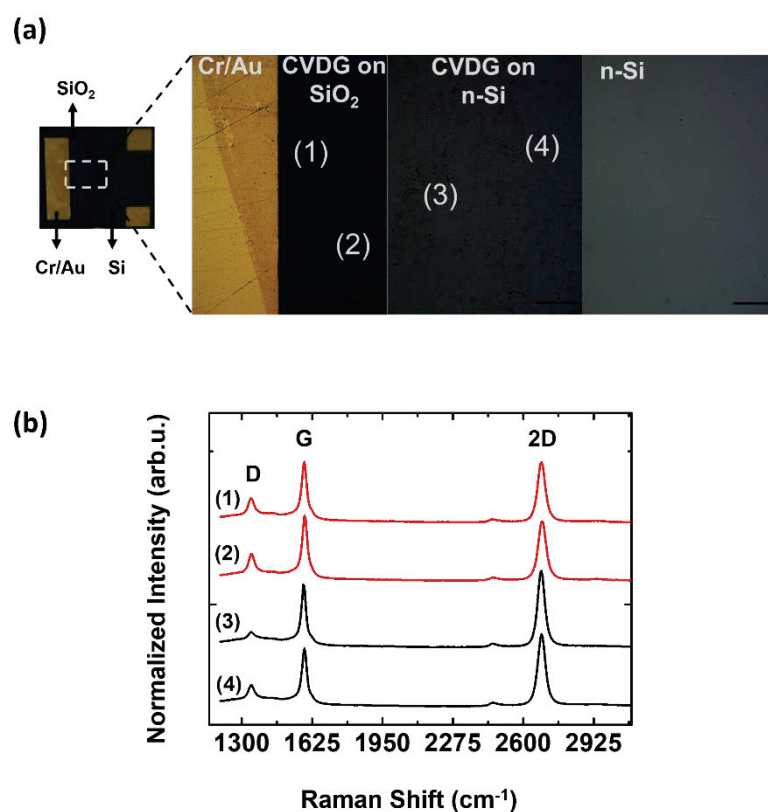 (a)
SiO₂
Cr/Au Si
Cr/Au
CVDG on
SiO₂
CVDG on
n-Si
n-Si
(1)
(2)
(3)
(4)
(b)
Normalized Intensity (arb.u.)
D
G
2D
(1)
(2)
(3)
(4)
1300 1625 1950 2275 2600 2925
Raman Shift (cm⁻¹)